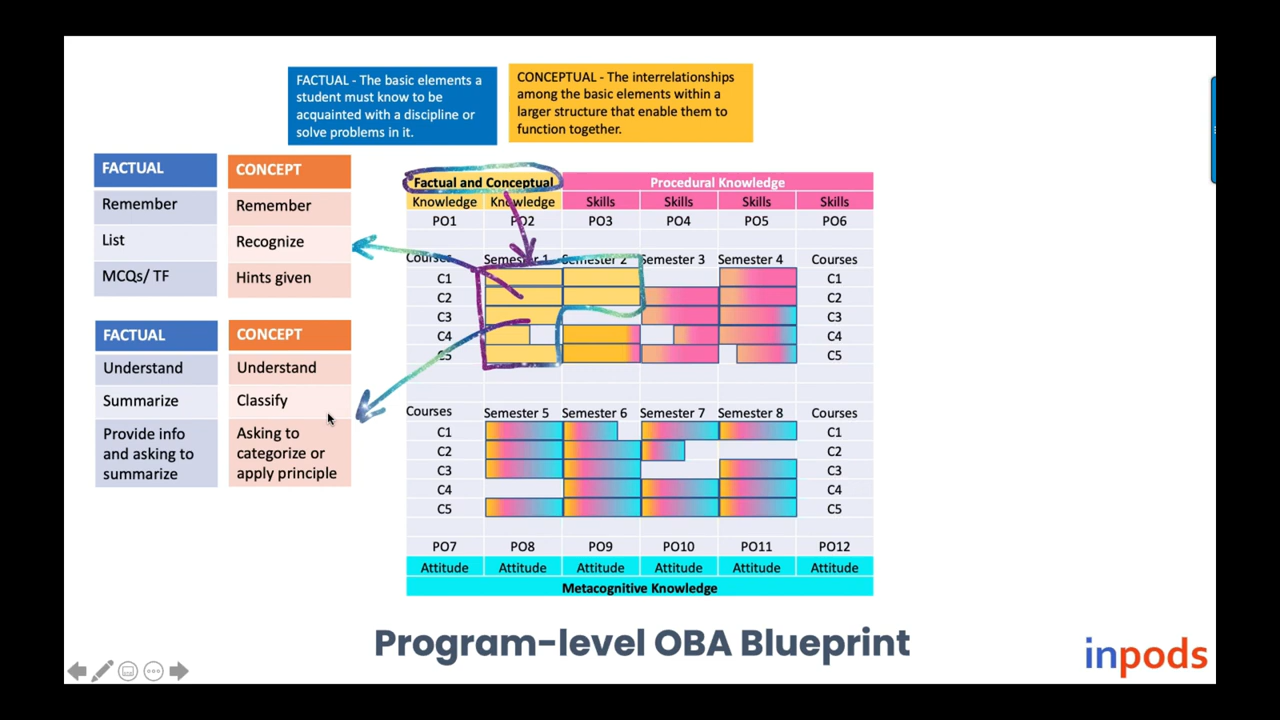 FACTUAL - The basic elements a
student must know to be
acquainted with a discipline or
solve problems in it.
CONCEPTUAL - The interrelationships
among the basic elements within a
larger structure that enable them to
function together.
FACTUAL CONCEPT
Remember Remember
List Recognize
MCQs/ TF Hints given
FACTUAL CONCEPT
Understand Understand
Summarize Classify
Provide info
and asking to
summarize
Asking to
categorize or
apply principle
Factual and Conceptual Procedural Knowledge
Knowledge Knowledge Skills Skills Skills Skills
PO1 PO2 PO3 PO4 PO5 PO6
Courses Semester 1 Semester 2 Semester 3 Semester 4 Courses
C1 C1
C2 C2
C3 C3
C4 C4
C5 C5
Courses Semester 5 Semester 6 Semester 7 Semester 8 Courses
C1 C1
C2 C2
C3 C3
C4 C4
C5 C5
PO7 PO8 PO9 PO10 PO11 PO12
Attitude Attitude Attitude Attitude Attitude Attitude
Metacognitive Knowledge
Program-level OBA Blueprint
inpods